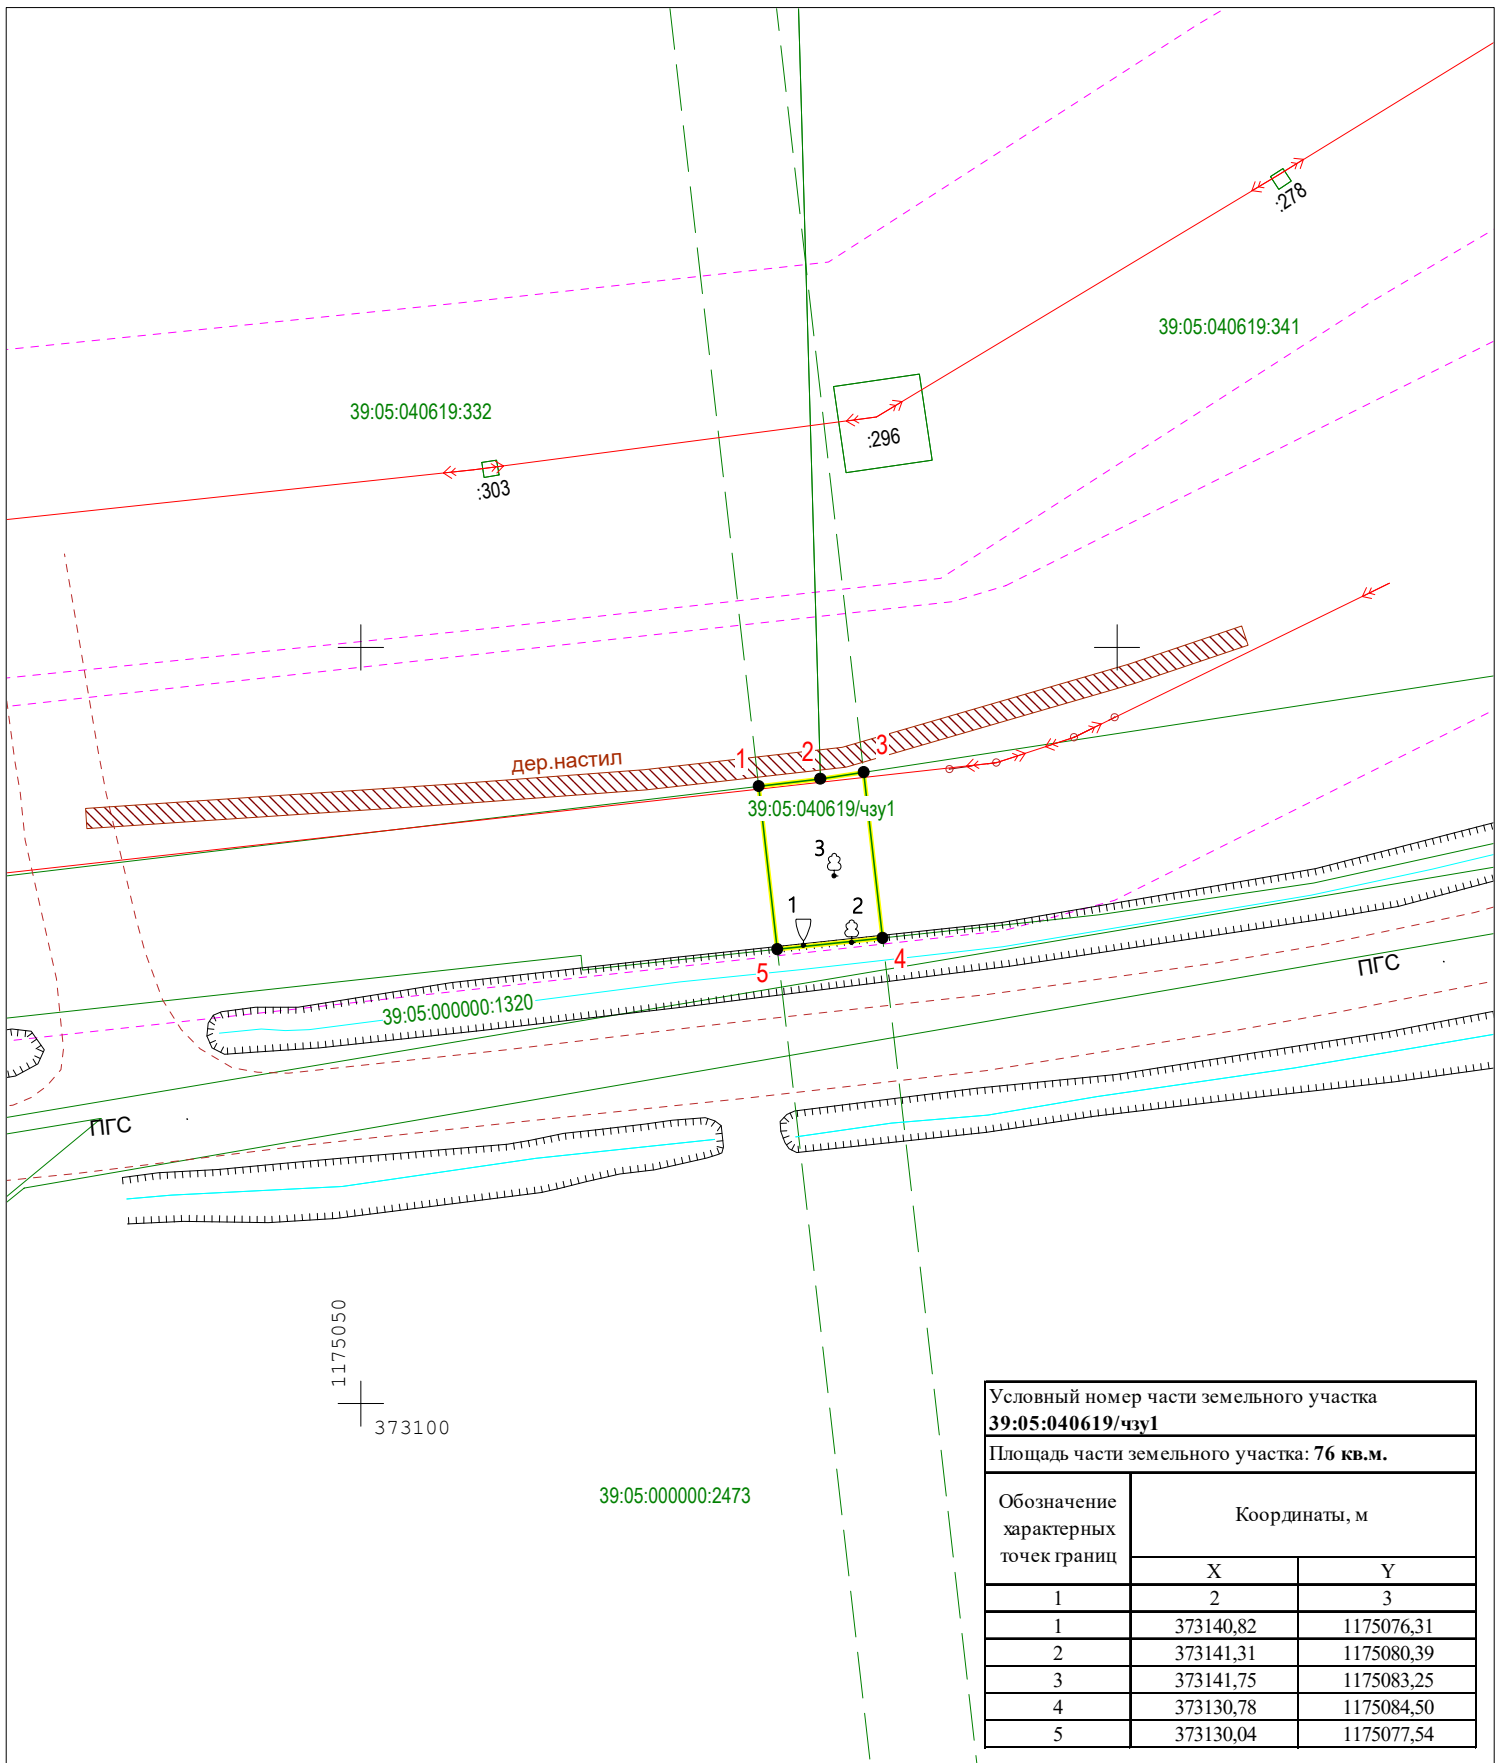 :278
39:05:040619:341
39:05:040619:332
:296
:303
дер.настил
1
2
3
39:05:040619/чзу1
3
1
2
4
5
ПГС
39:05:000000:1320
ПГС
1175050
373100
39:05:000000:2473
Условный номер части земельного участка
39:05:040619/чзу1
Площадь части земельного участка: 76 кв.м.
Обозначение
характерных
точек границ
Координаты, м
X Y
1 2 3
1 373140,82 1175076,31
2 373141,31 1175080,39
3 373141,75 1175083,25
4 373130,78 1175084,50
5 373130,04 1175077,54